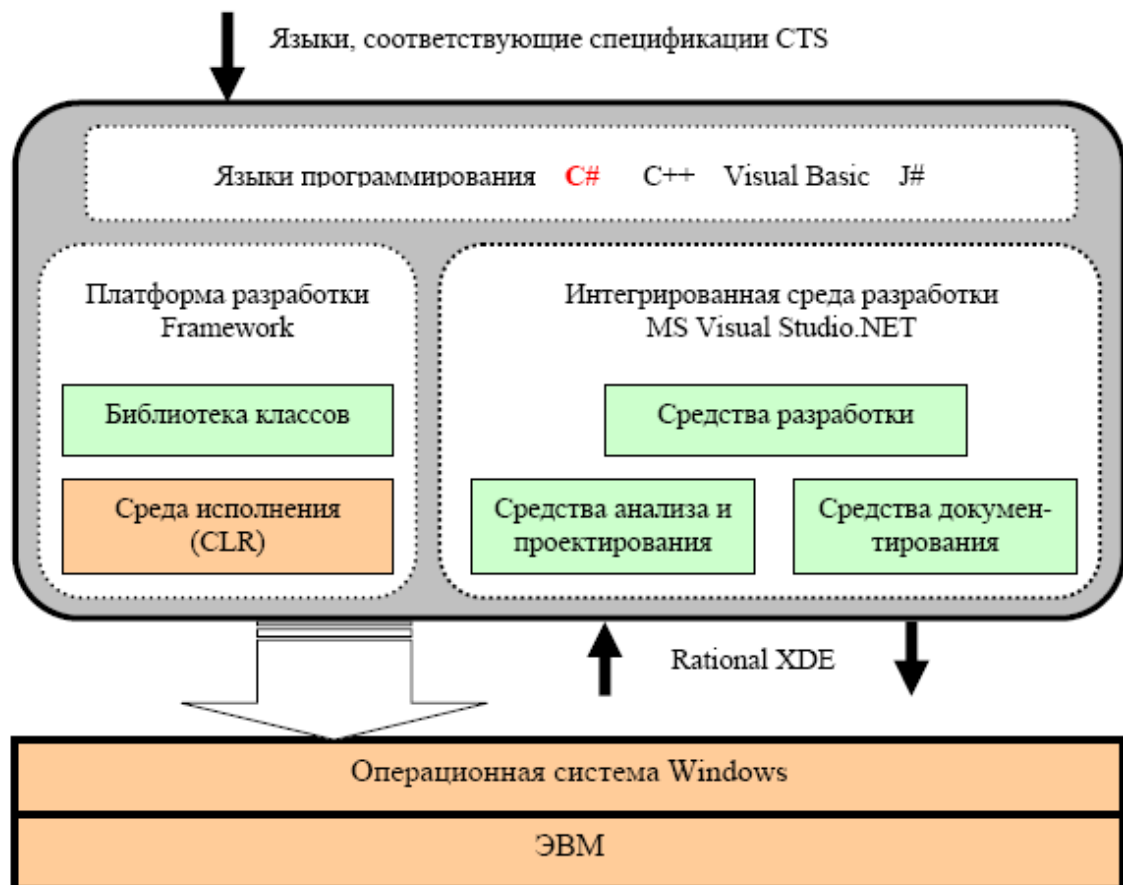 Языки, соответствующие спецификации CTS
Языки программирования C# C++ Visual Basic J#
Платформа разработки
Framework
Библиотека классов
Среда исполнения
(CLR)
Интегрированная среда разработки
MS Visual Studio.NET
Средства разработки
Средства анализа и
проектирования
Средства докумен-
тирования
Rational XDE
Операционная система Windows
ЭВМ